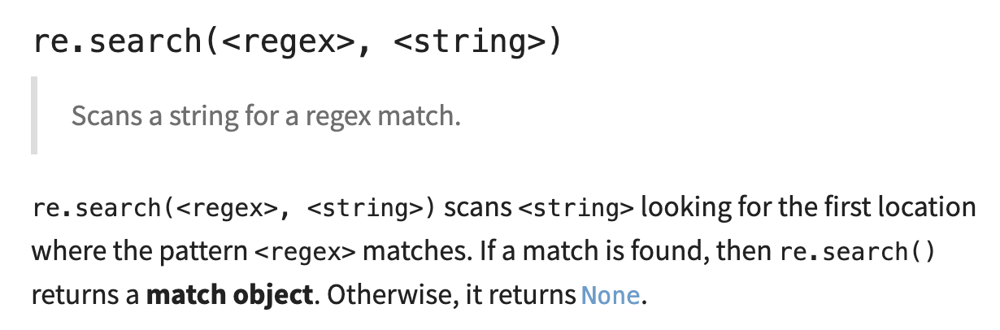 re.search(<regex>, <string>)
Scans a string for a regex match.
re.search(<regex>, <string>) scans <string> looking for the first location
where the pattern <regex> matches. If a match is found, then re.search()
returns a match object. Otherwise, it returns None.